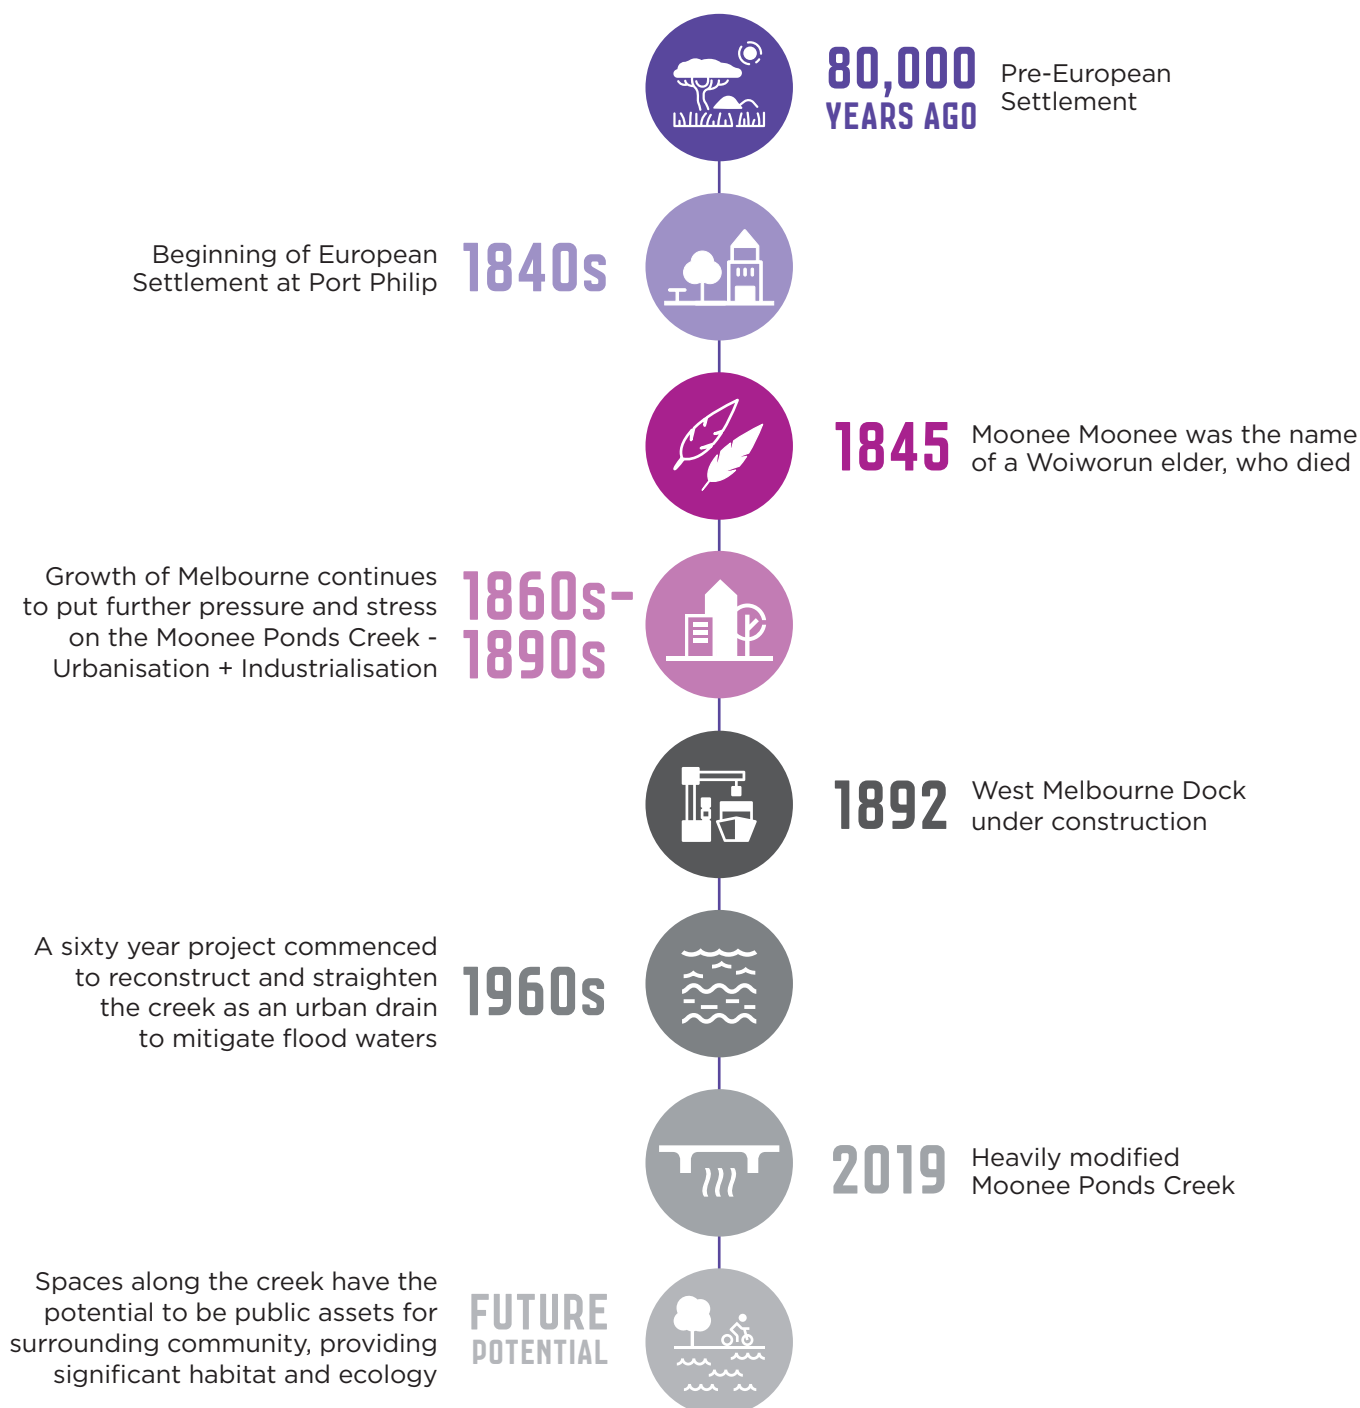 80,000
YEARS AGO
Pre-European
Settlement
Beginning of European
Settlement at Port Philip
1840s
1845
Moonee Moonee was the name
of a Woiworun elder, who died
Growth of Melbourne continues
to put further pressure and stress
on the Moonee Ponds Creek -
Urbanisation + Industrialisation
1860s-
1890s
1892
West Melbourne Dock
under construction
A sixty year project commenced
to reconstruct and straighten
the creek as an urban drain
to mitigate flood waters
1960s
2019
Heavily modified
Moonee Ponds Creek
Spaces along the creek have the
potential to be public assets for
surrounding community, providing
significant habitat and ecology
FUTURE
POTENTIAL